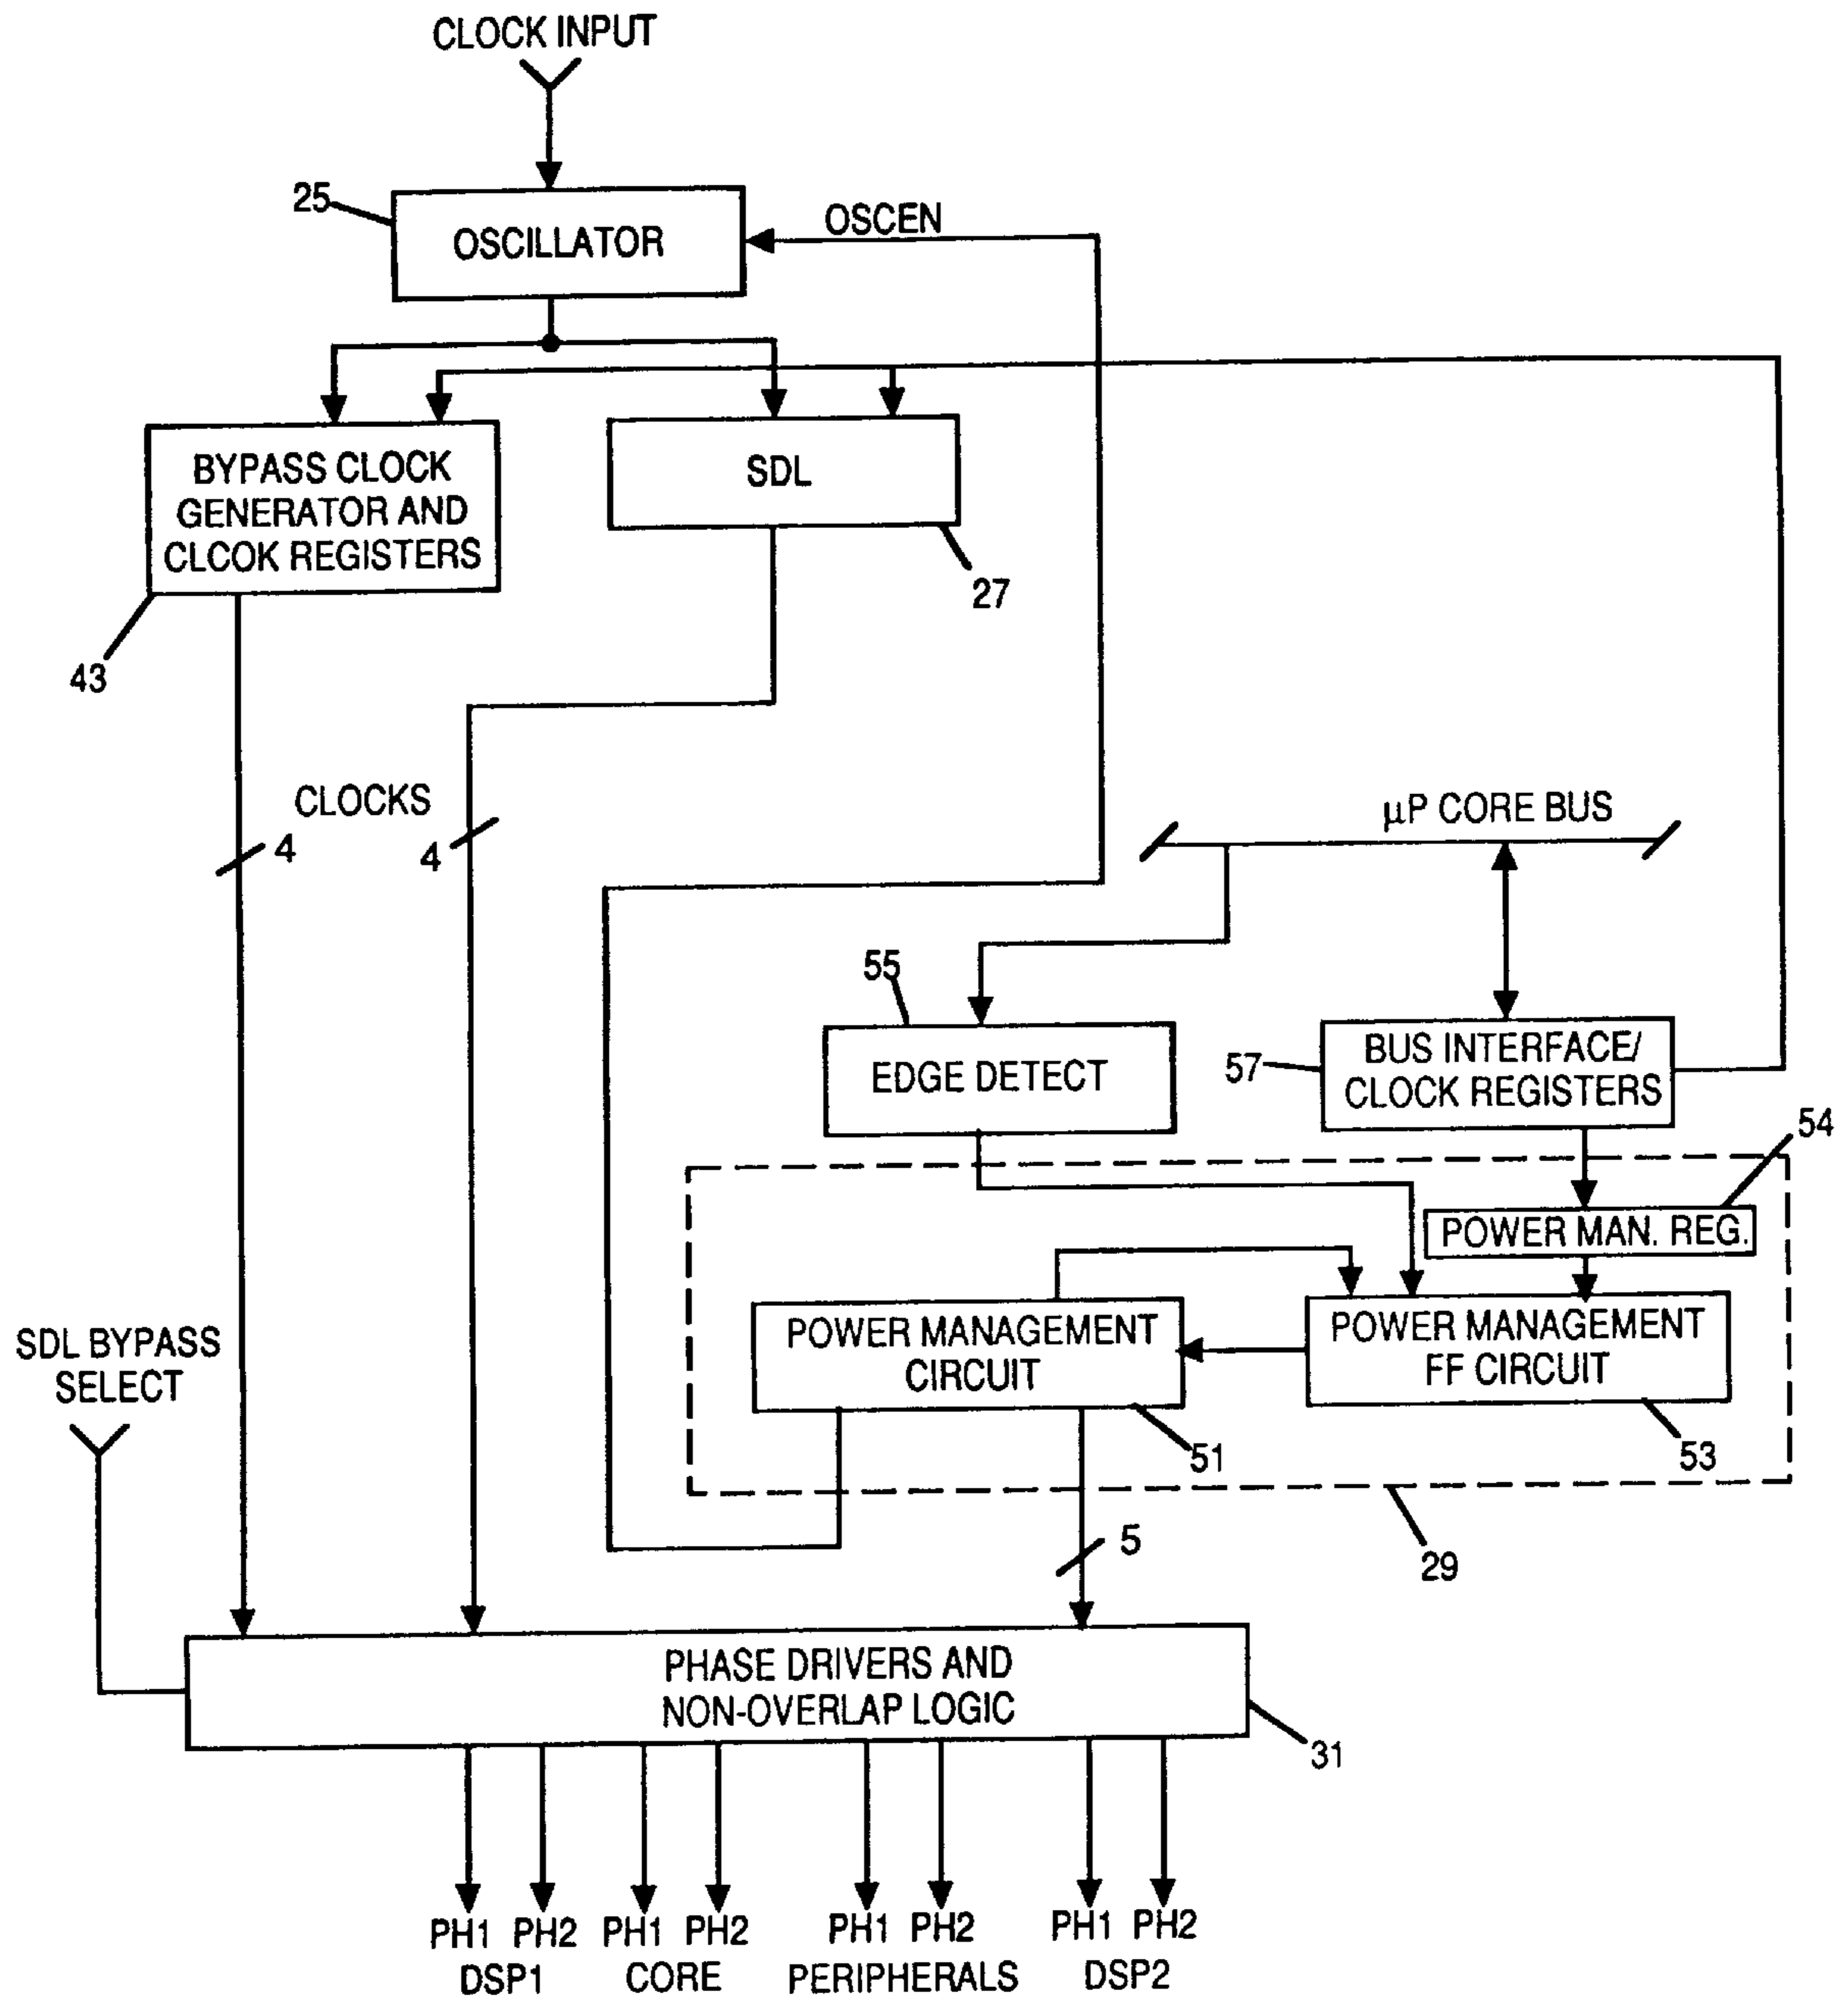 CLOCK INPUT
25
OSCILLATOR
OSCEN
BYPASS CLOCK
GENERATOR AND
CLCOK REGISTERS
43
SDL
27
CLOCKS
4
4
µP CORE BUS
55
EDGE DETECT
57
BUS INTERFACE/
CLOCK REGISTERS
54
POWER MAN. REG.
POWER MANAGEMENT
CIRCUIT
51
POWER MANAGEMENT
FF CIRCUIT
53
29
5
SDL BYPASS
SELECT
PHASE DRIVERS AND
NON-OVERLAP LOGIC
31
PH1 PH2 PH1 PH2 PH1 PH2 PH1 PH2
DSP1 CORE PERIPHERALS DSP2